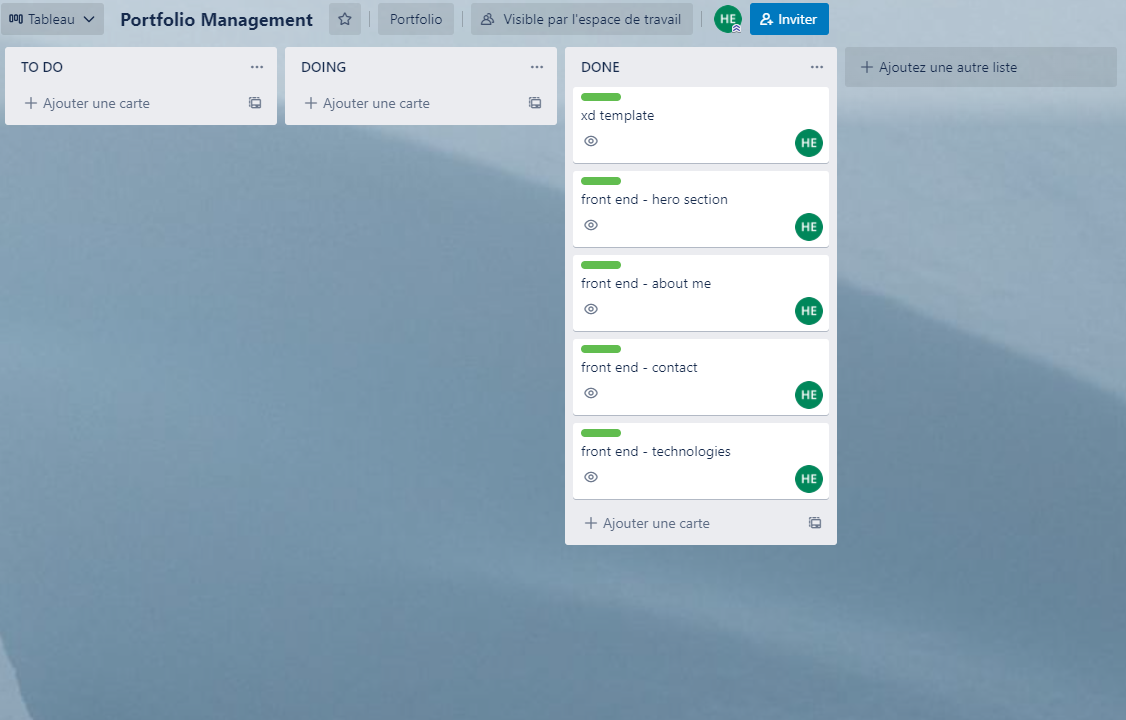 Tableau
Portfolio Management
Portfolio
Visible par l'espace de travail
HE
Inviter
TO DO
Ajouter une carte
DOING
Ajouter une carte
DONE
xd template
HE
front end - hero section
HE
front end - about me
HE
front end - contact
HE
front end - technologies
HE
Ajouter une carte
Ajoutez une autre liste